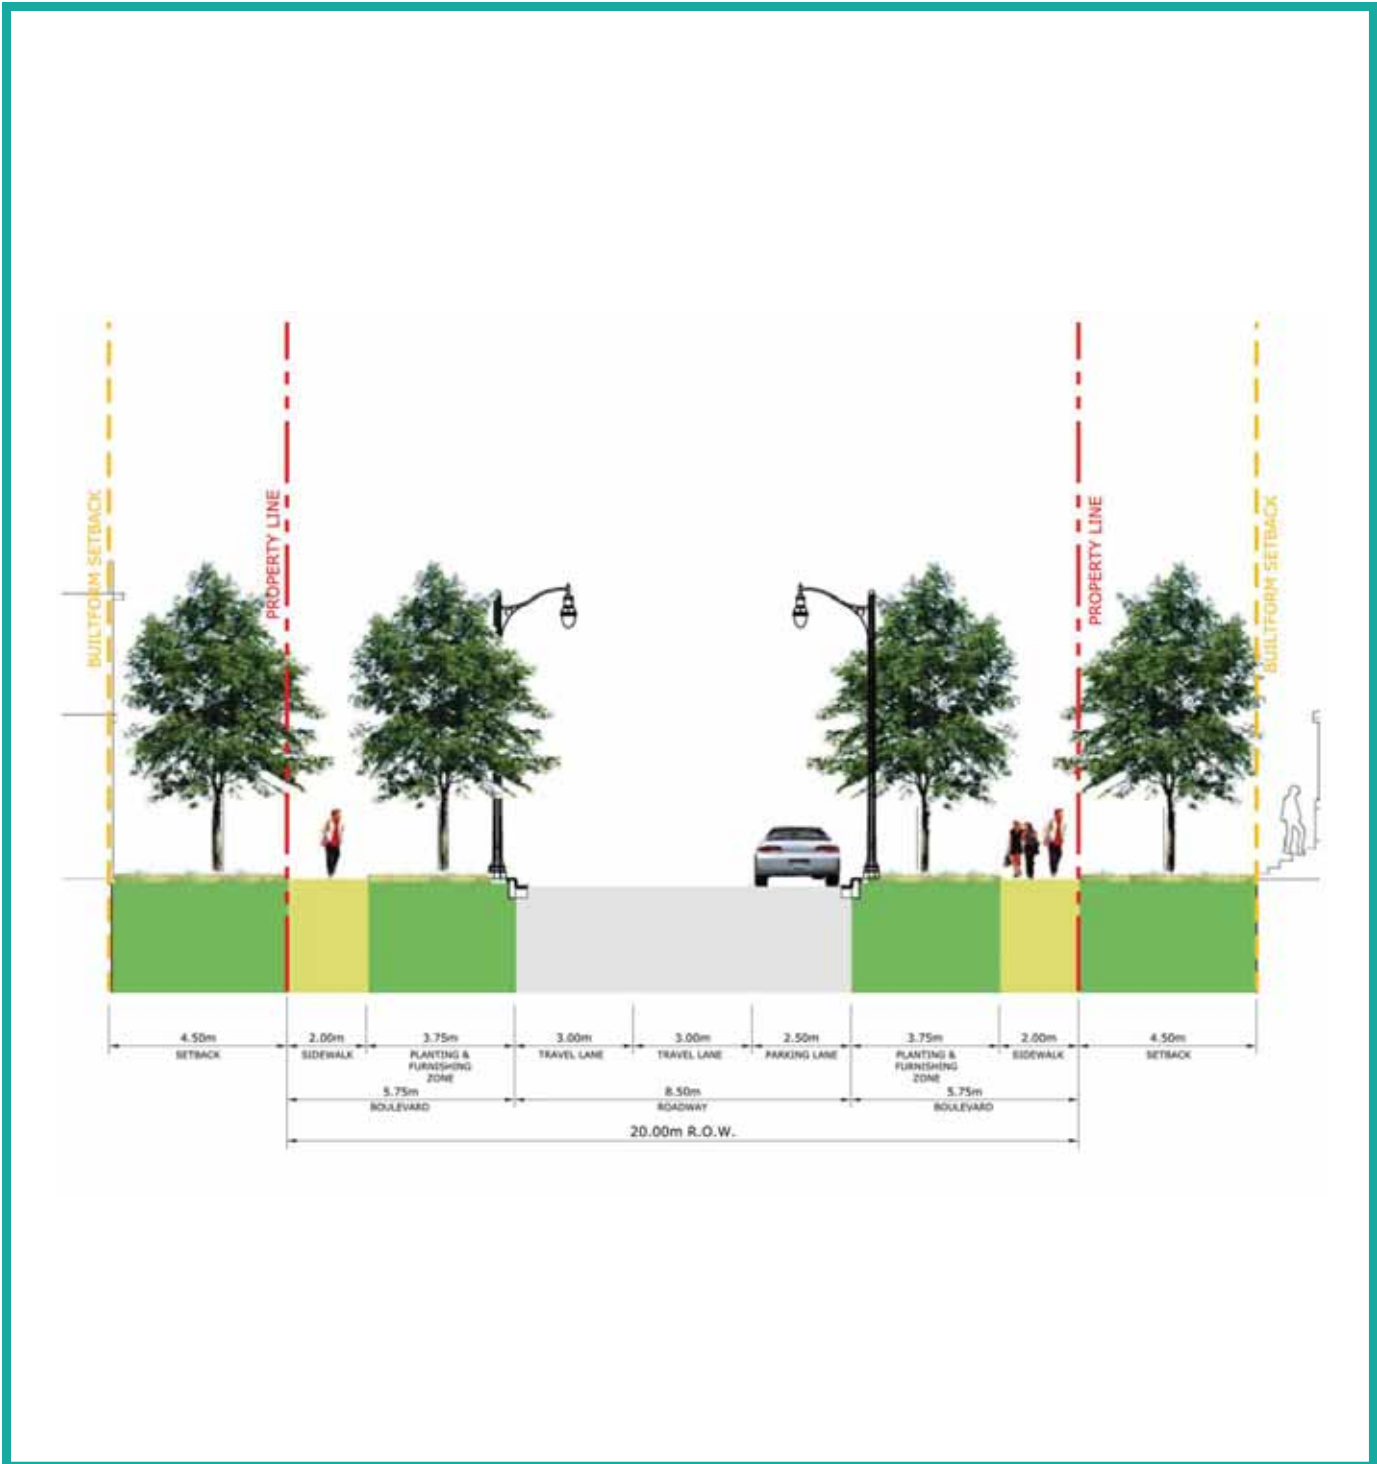 BUILTFORM SETBACK
PROPERTY LINE
PROPERTY LINE
BUILTFORM SETBACK
4.50m
SETBACK
2.00m
SIDEWALK
3.75m
PLANTING &
FURNISHING
ZONE
3.00m
TRAVEL LANE
3.00m
TRAVEL LANE
2.50m
PARKING LANE
3.75m
PLANTING &
FURNISHING
ZONE
2.00m
SIDEWALK
4.50m
SETBACK
5.75m
BOULEVARD
8.50m
ROADWAY
5.75m
BOULEVARD
20.00m R.O.W.